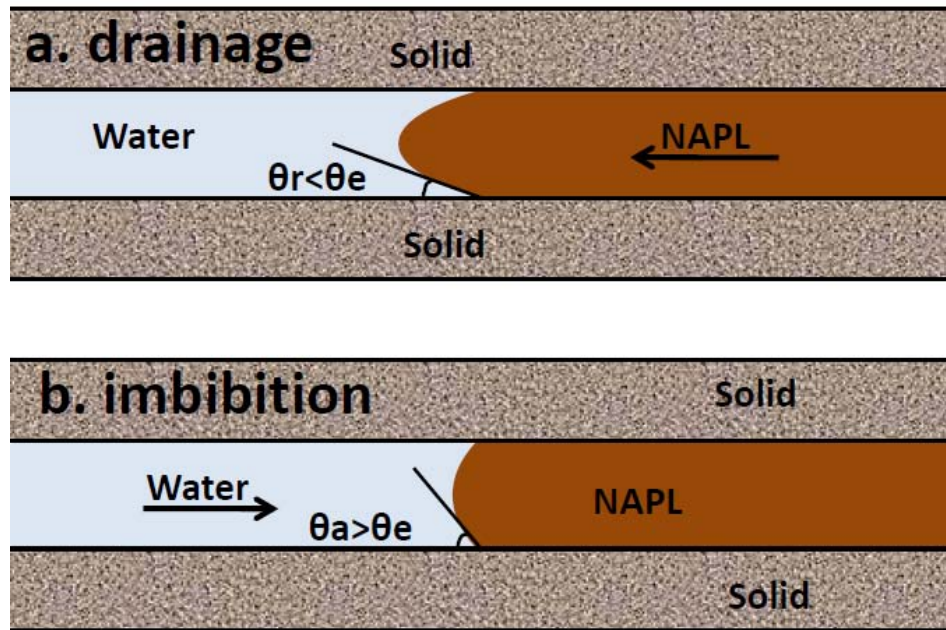 a. drainage
Solid
Water
NAPL
θr<θe
Solid
b. imbibition
Solid
Water
NAPL
θa>θe
Solid